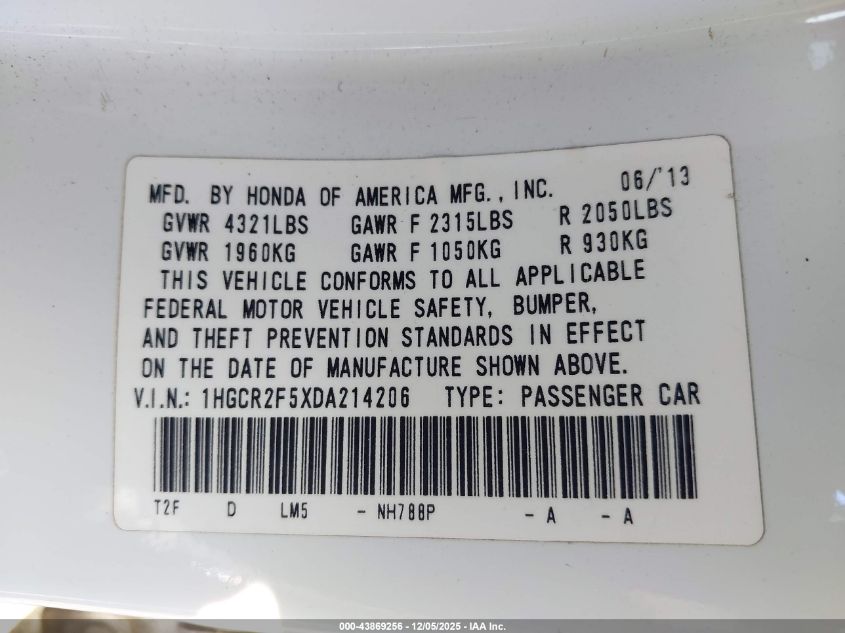 MFD. BY HONDA OF AMERICA MFG., INC. 06/'13
GVWR 4321LBS GAWR F 2315LBS R 2050LBS
GVWR 1960KG GAWR F 1050KG R 930KG
THIS VEHICLE CONFORMS TO ALL APPLICABLE
FEDERAL MOTOR VEHICLE SAFETY, BUMPER,
AND THEFT PREVENTION STANDARDS IN EFFECT
ON THE DATE OF MANUFACTURE SHOWN ABOVE.
V.I.N.: 1HGCR2F5XDA214206 TYPE: PASSENGER CAR
T2F D LM5 - NH788P - A - A
000-43869256 - 12/05/2025 - IAA Inc.